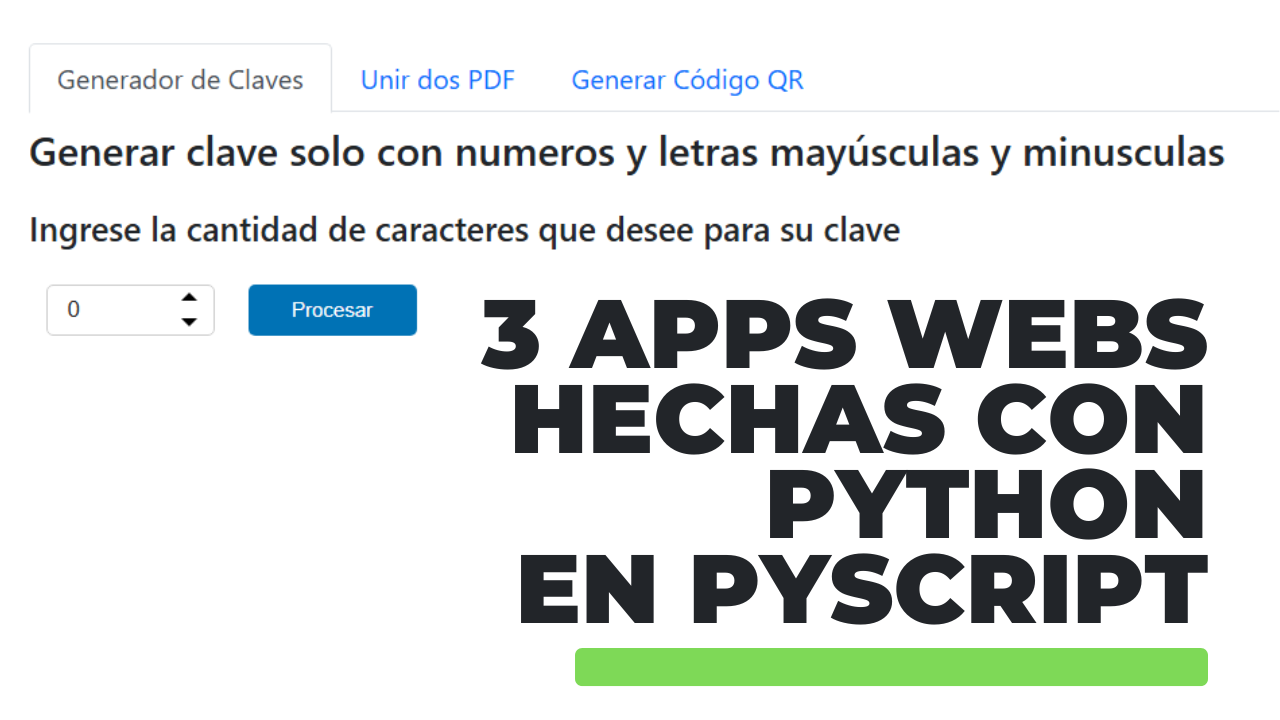 Generador de Claves Unir dos PDF Generar Código QR
Generar clave solo con numeros y letras mayúsculas y minusculas
Ingrese la cantidad de caracteres que desee para su clave
0 Procesar
3 APPS WEBS
HECHAS CON
PYTHON
EN PYSCRIPT